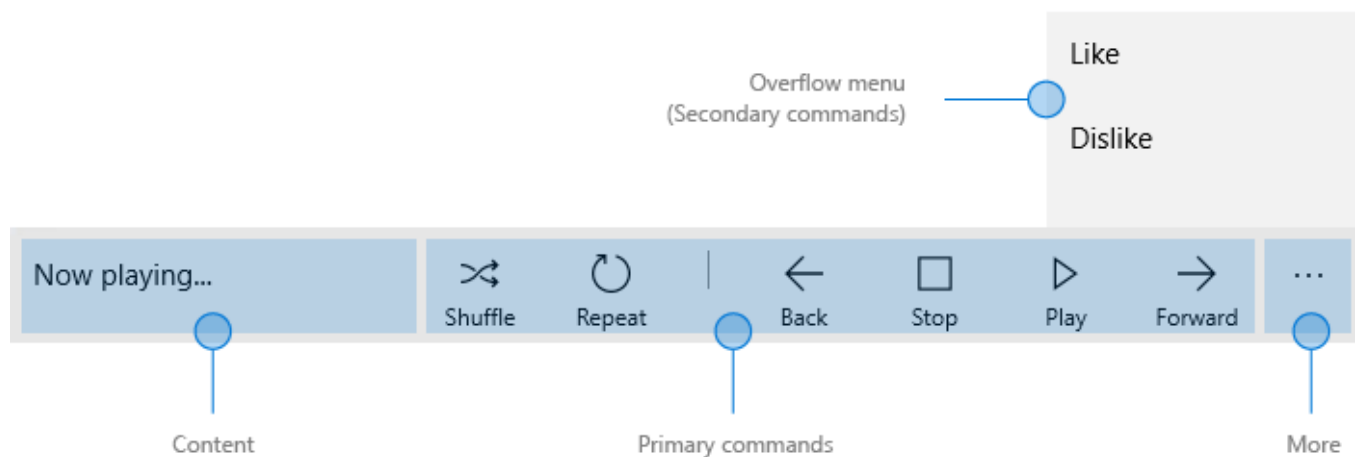 Like
Overflow menu
(Secondary commands)
Dislike
Now playing...
Shuffle
Repeat
Back
Stop
Play
Forward
...
Content
Primary commands
More